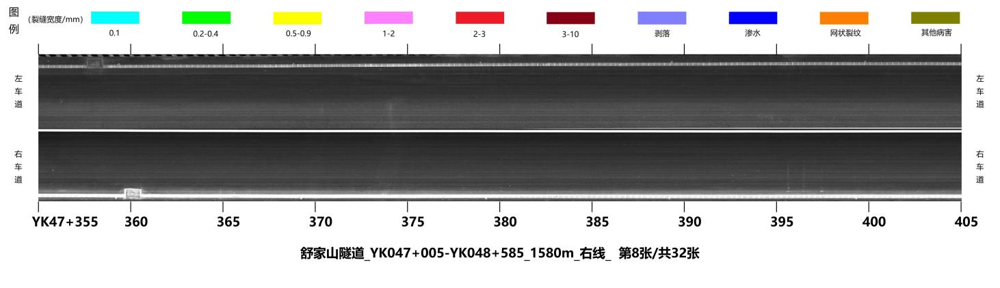 图例 (裂缝宽度/mm) 0.1 0.2-0.4 0.5-0.9 1-2 2-3 3-10 剥落 渗水 网状裂纹 其他病害
左车道 左车道
右车道 右车道
YK47+355 360 365 370 375 380 385 390 395 400 405
舒家山隧道_YK047+005-YK048+585_1580m_右线_ 第8张/共32张